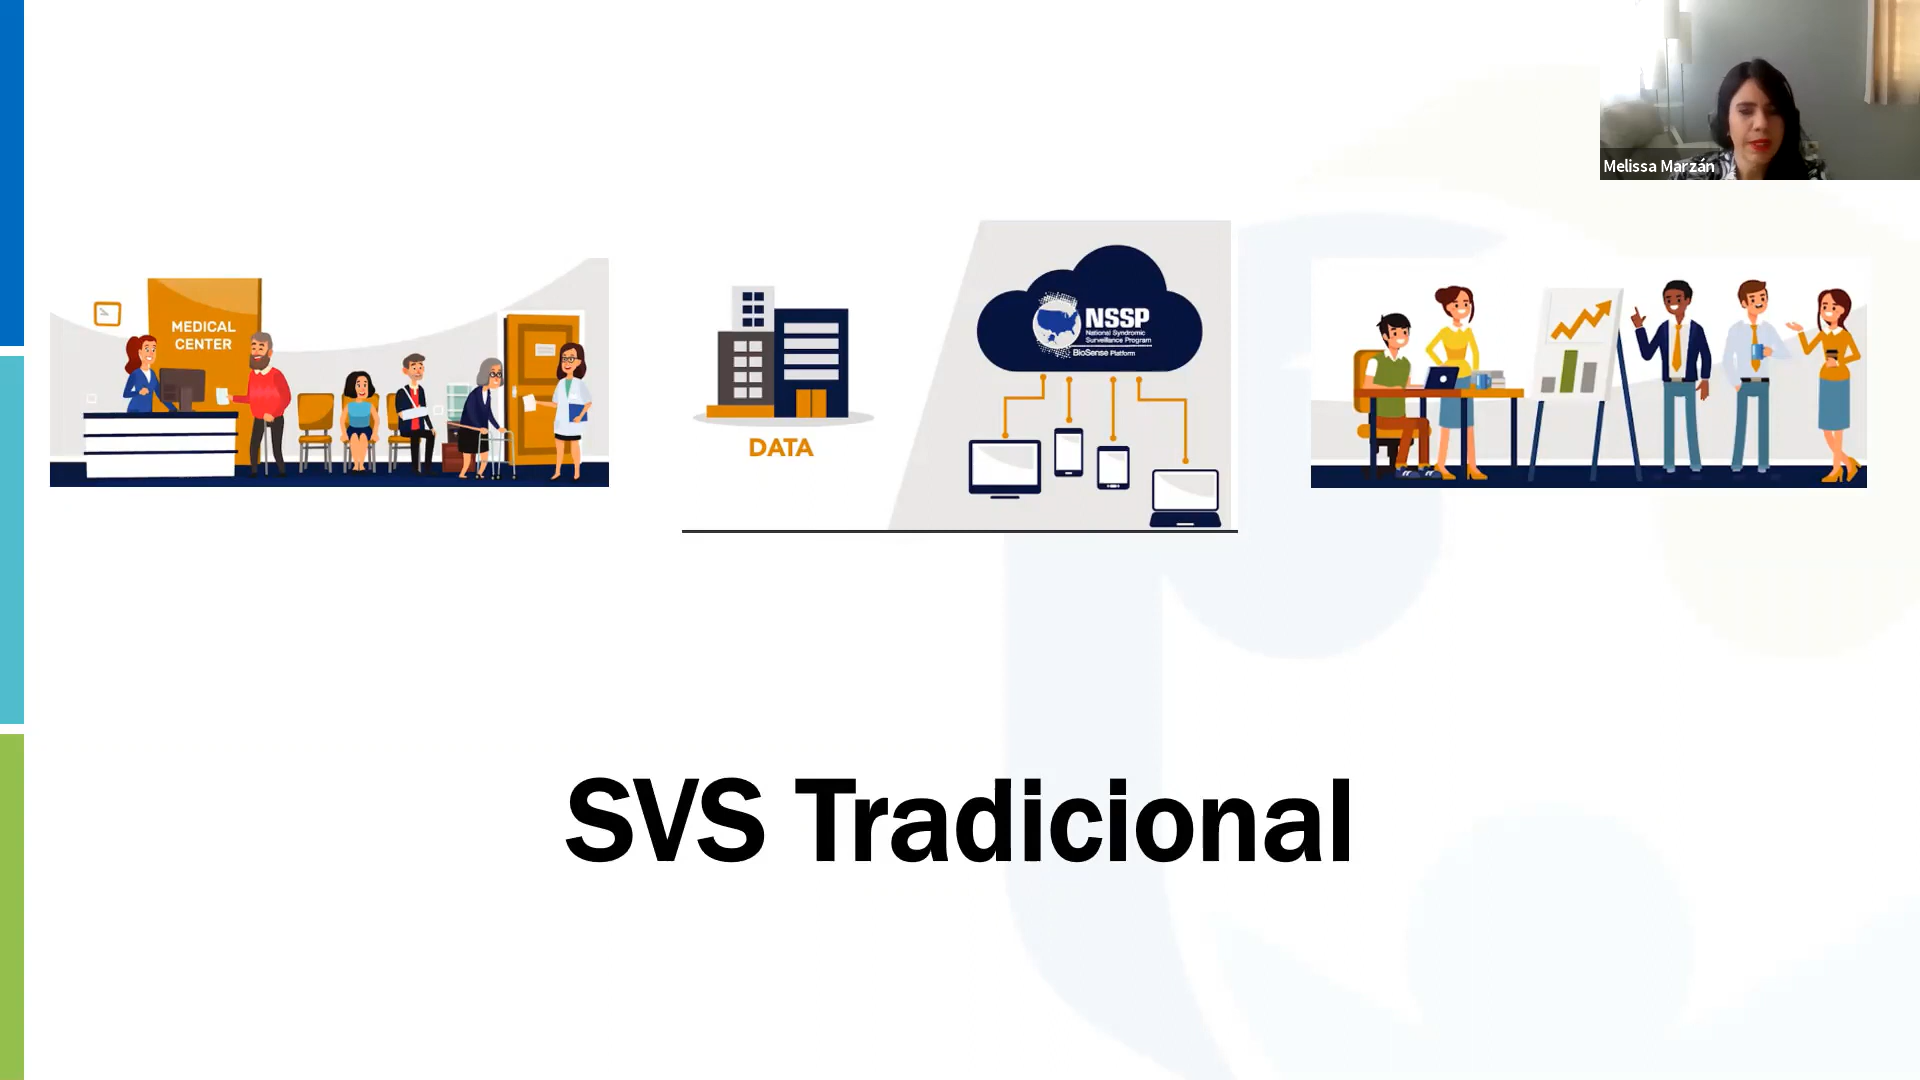 Melissa Marzán
MEDICAL
CENTER
DATA
NSSP
National Syndromic
Surveillance Program
BioSense Platform
SVS Tradicional